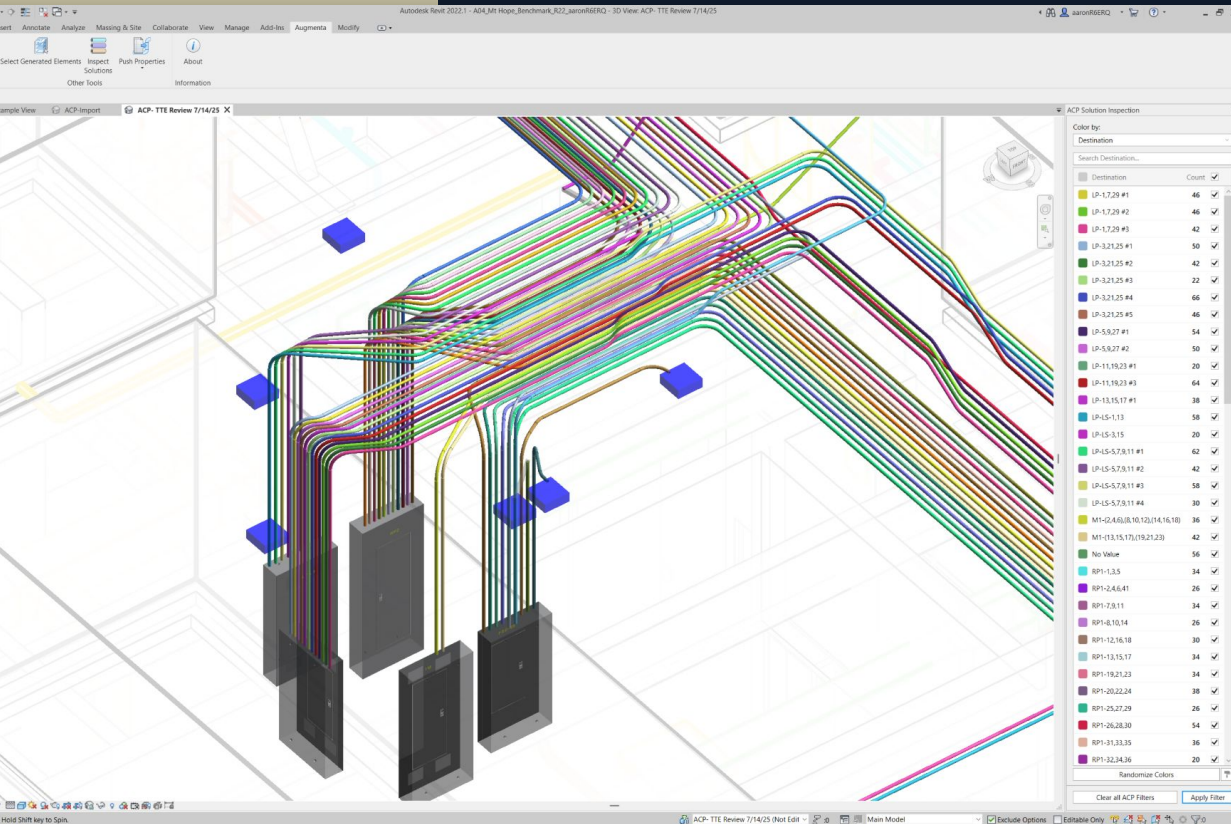 Autodesk Revit 2022.1 - A04_Mt Hope_Benchmark_R22_aaronR6ERQ - 3D View: ACP- TTE Review 7/14/25
aaronR6ERQ
sert Annotate Analyze Massing & Site Collaborate View Manage Add-Ins Augmenta Modify
Select Generated Elements
Inspect Solutions
Push Properties
About
Other Tools
Information
ample View
ACP-Import
ACP- TTE Review 7/14/25 X
ACP Solution Inspection
Color by:
Destination
Search Destination...
Destination Count
LP-1,7,29 #1 46
LP-1,7,29 #2 46
LP-1,7,29 #3 42
LP-3,21,25 #1 50
LP-3,21,25 #2 42
LP-3,21,25 #3 22
LP-3,21,25 #4 66
LP-3,21,25 #5 46
LP-5,9,27 #1 54
LP-5,9,27 #2 50
LP-11,19,23 #1 20
LP-11,19,23 #3 64
LP-13,15,17 #1 38
LP-LS-1,13 58
LP-LS-3,15 20
LP-LS-5,7,9,11 #1 62
LP-LS-5,7,9,11 #2 42
LP-LS-5,7,9,11 #3 58
LP-LS-5,7,9,11 #4 30
M1-(2,4,6),(8,10,12),(14,16,18) 36
M1-(13,15,17),(19,21,23) 42
No Value 56
RP1-1,3,5 34
RP1-2,4,6,41 26
RP1-7,9,11 34
RP1-8,10,14 26
RP1-12,16,18 30
RP1-13,15,17 34
RP1-19,21,23 34
RP1-20,22,24 38
RP1-25,27,29 26
RP1-26,28,30 54
RP1-31,33,35 36
RP1-32,34,36 20
Randomize Colors
Clear all ACP Filters
Apply Filter
Hold Shift key to Spin.
ACP- TTE Review 7/14/25 (Not Edit
:0
Main Model
Exclude Options
Editable Only
:0